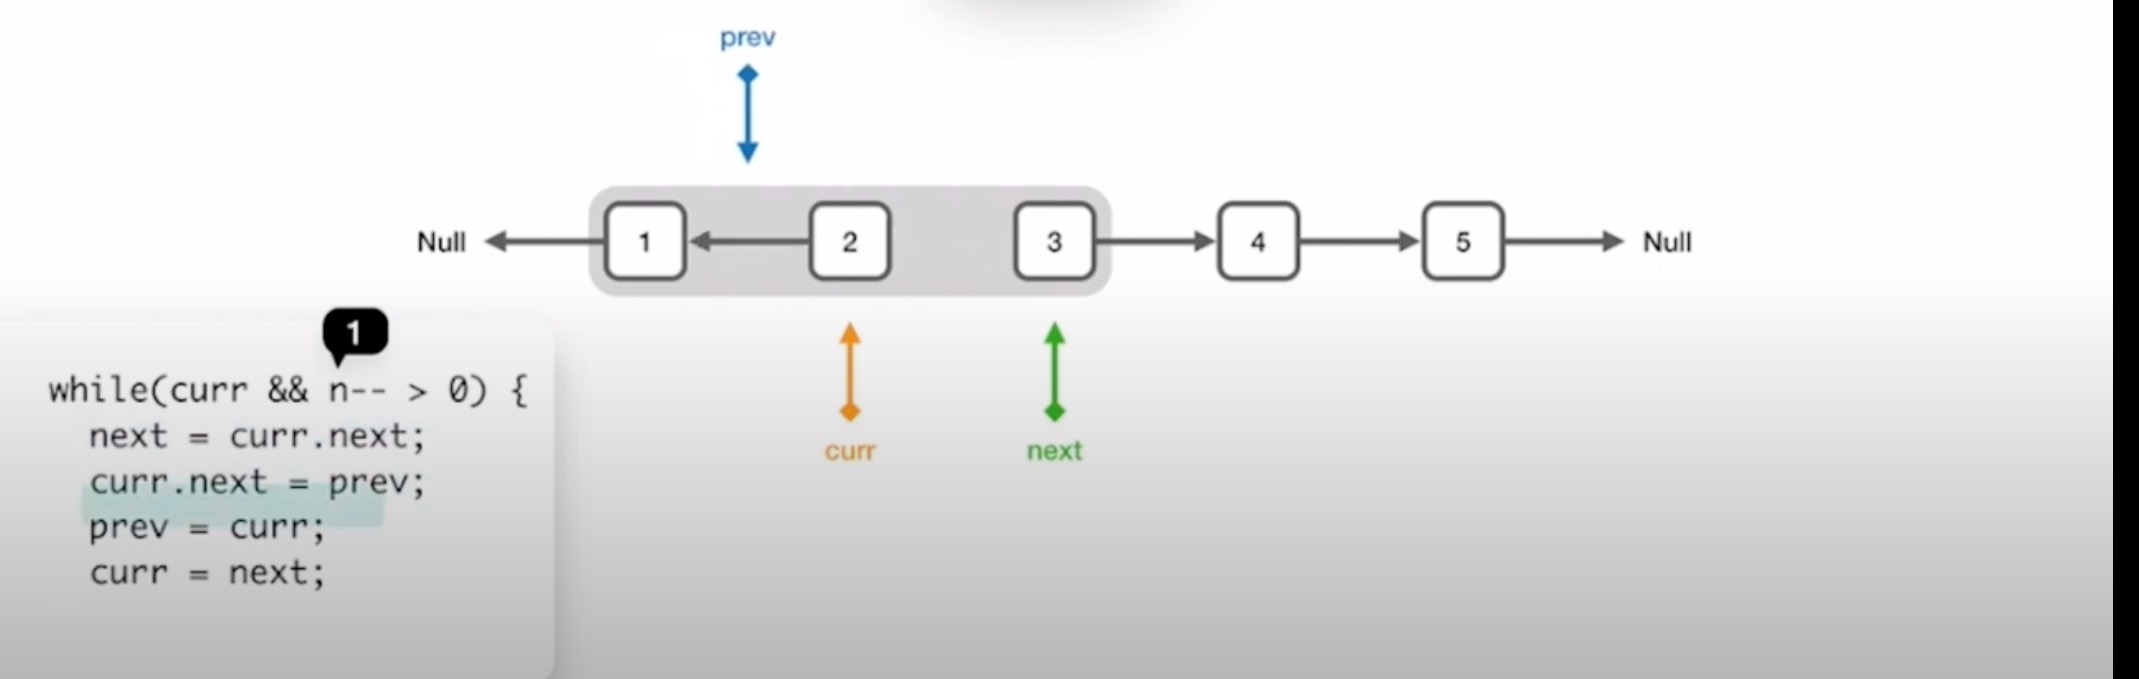 prev
Null 1 2 3 4 5 Null
1
while(curr && n-- > 0) {
next = curr.next;
curr.next = prev;
prev = curr;
curr = next;
curr next